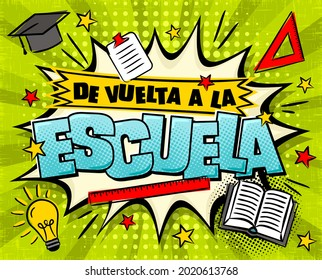 DE VUELTA A LA
ESCUELA
shutterstock.com · 2020613768